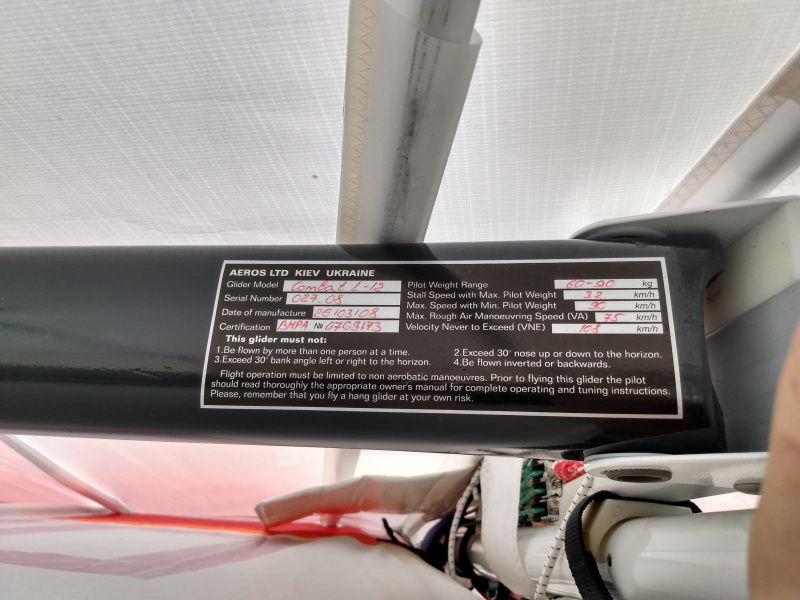 AEROS LTD KIEV UKRAINE
Glider Model Combat L-12
Serial Number 027.08
Date of manufacture 26/03/08
Certification BHPA № 0709173
Pilot Weight Range 60-90 kg
Stall Speed with Max. Pilot Weight 32 km/h
Max. Speed with Min. Pilot Weight 90 km/h
Max. Rough Air Manoeuvring Speed (VA) 75 km/h
Velocity Never to Exceed (VNE) 108 km/h
This glider must not:
1.Be flown by more than one person at a time.
2.Exceed 30° nose up or down to the horizon.
3.Exceed 30° bank angle left or right to the horizon.
4.Be flown inverted or backwards.
Flight operation must be limited to non aerobatic manoeuvres. Prior to flying this glider the pilot
should read thoroughly the appropriate owner's manual for complete operating and tuning instructions.
Please, remember that you fly a hang glider at your own risk.